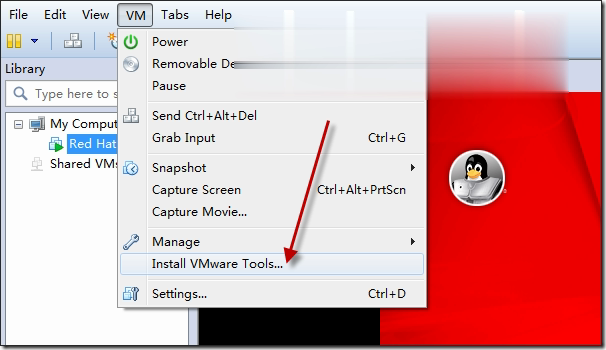 File Edit View VM Tabs Help
Library
Type here to s
My Comput
Red Hat
Shared VMs
Power
Removable De
Pause
Send Ctrl+Alt+Del
Grab Input Ctrl+G
Snapshot
Capture Screen Ctrl+Alt+PrtScn
Capture Movie...
Manage
Install VMware Tools...
Settings... Ctrl+D